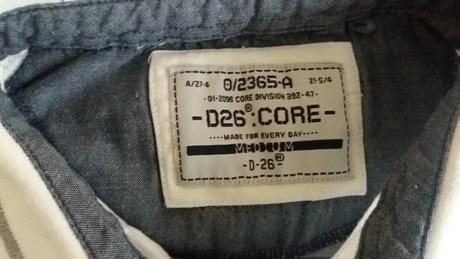 A/27-4 0/2365-A 21-5/4
-01-2098 CORE DIVISION 392-47-
-D26®:CORE-
----MADE FOR EVERY DAY----
MEDIUM
-D-26®-